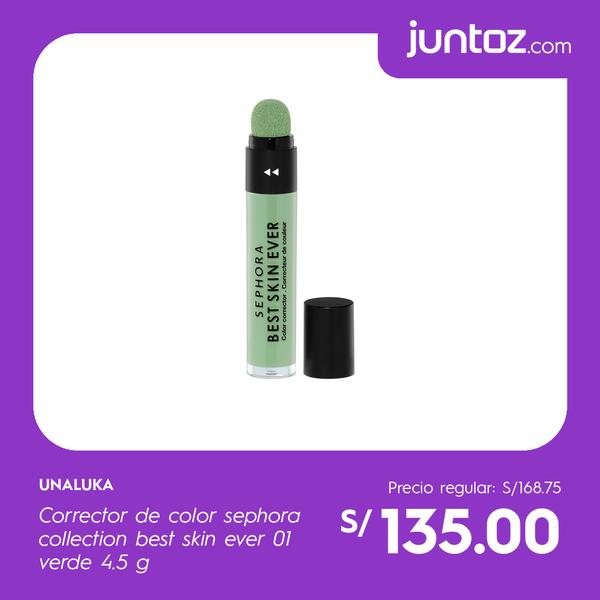 juntoz.com
SEPHORA
BEST SKIN EVER
Color corrector . Correcteur de couleur
UNALUKA
Corrector de color sephora
collection best skin ever 01
verde 4.5 g
Precio regular: S/168.75
S/135.00